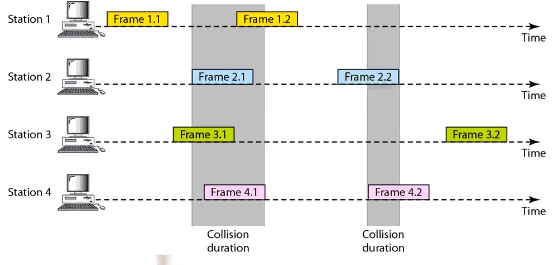 Station 1
Frame 1.1
Frame 1.2
Time
Station 2
Frame 2.1
Frame 2.2
Time
Station 3
Frame 3.1
Frame 3.2
Time
Station 4
Frame 4.1
Frame 4.2
Time
Collision
duration
Collision
duration